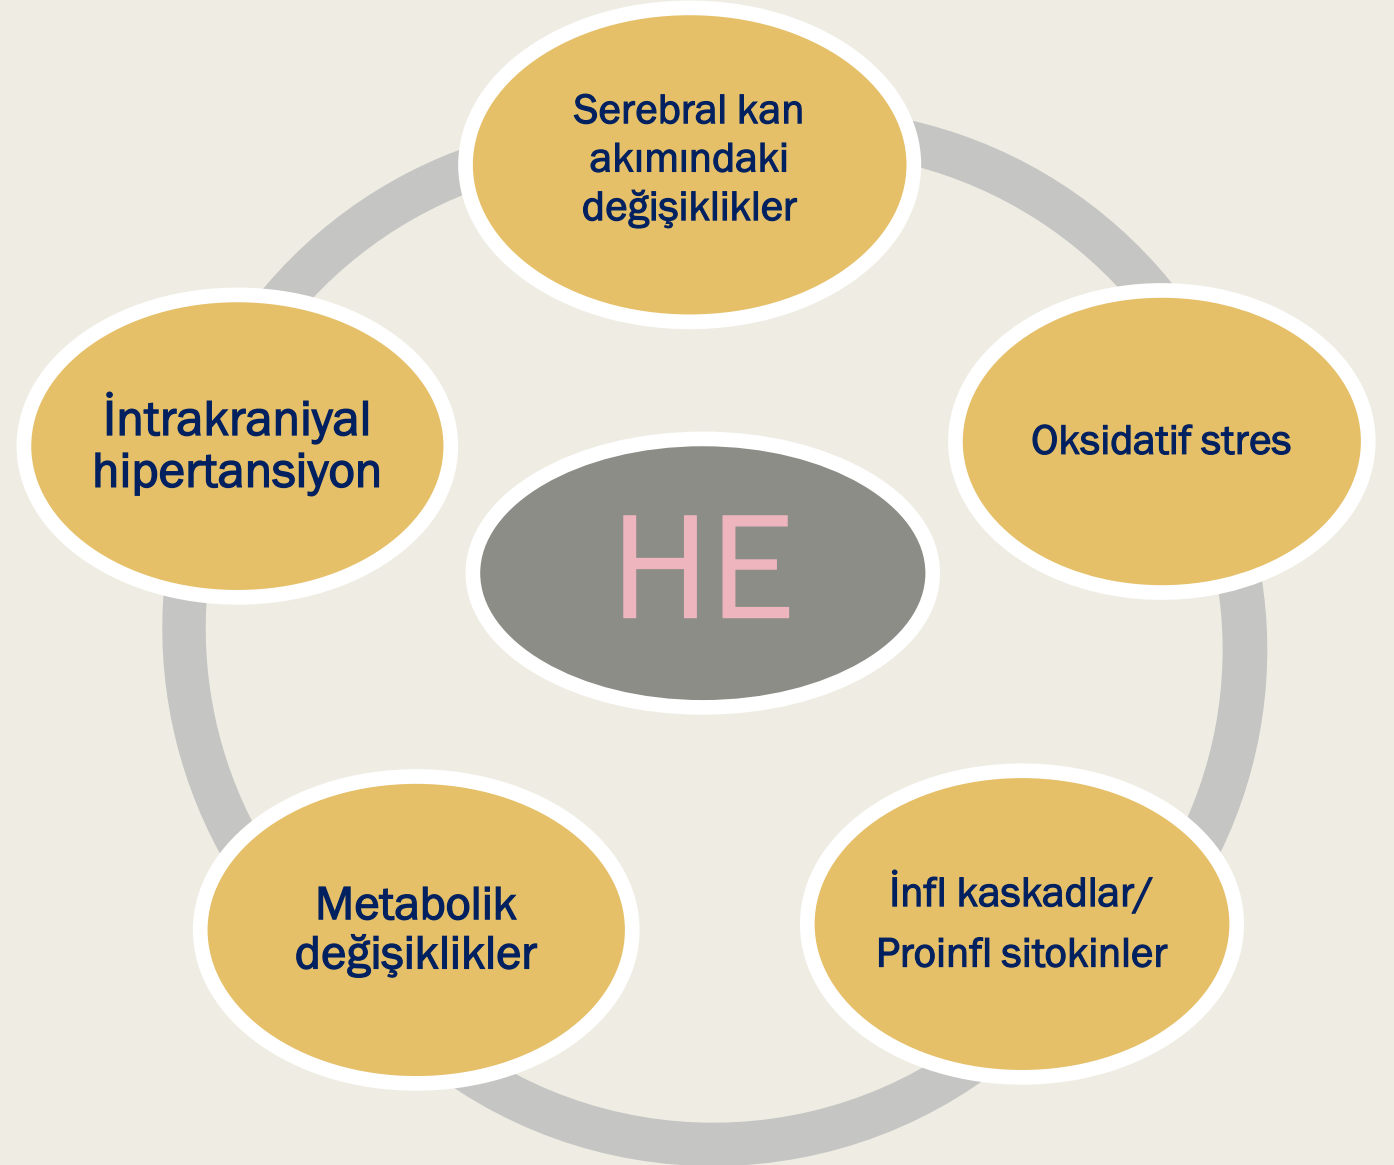 Serebral kan
akımındaki
değişiklikler
İntrakraniyal
hipertansiyon
Oksidatif stres
HE
Metabolik
değişiklikler
İnfl kaskadlar/
Proinfl sitokinler